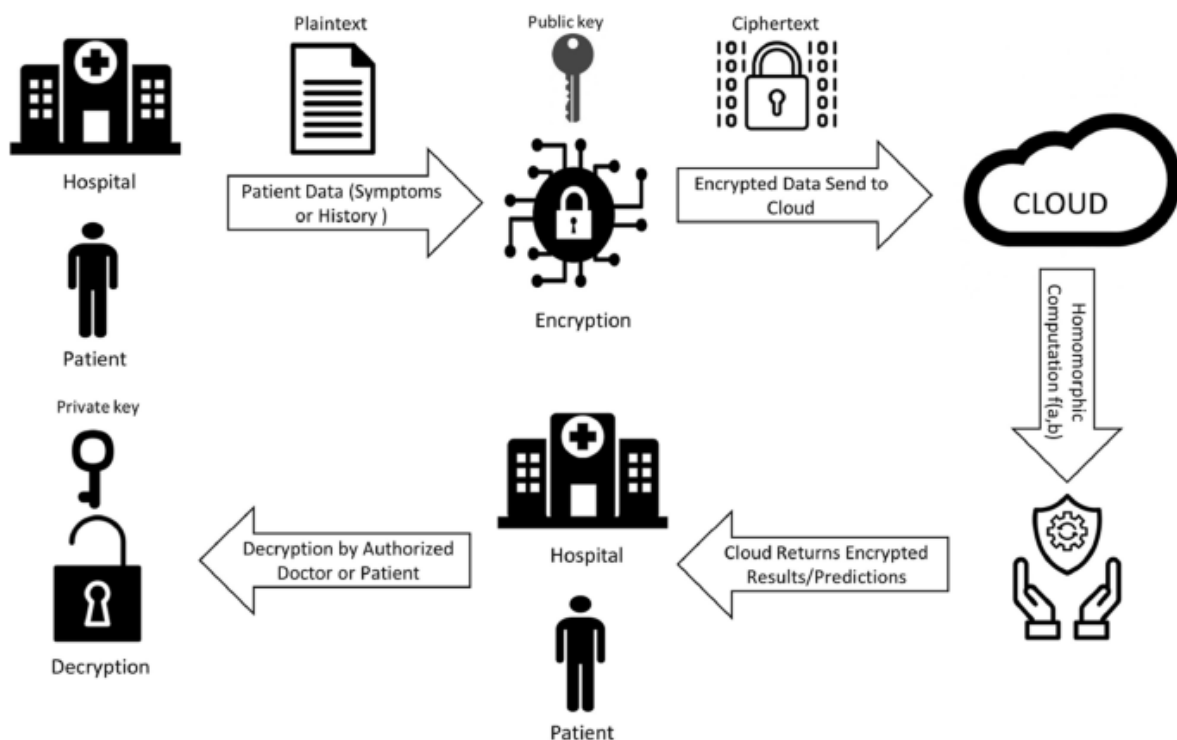 Plaintext
Public key
Ciphertext
Hospital
Patient Data (Symptoms
or History )
Encrypted Data Send to
Cloud
CLOUD
Encryption
Patient
Homomorphic
Computation f(a,b)
Private key
Decryption by Authorized
Doctor or Patient
Hospital
Cloud Returns Encrypted
Results/Predictions
Decryption
Patient